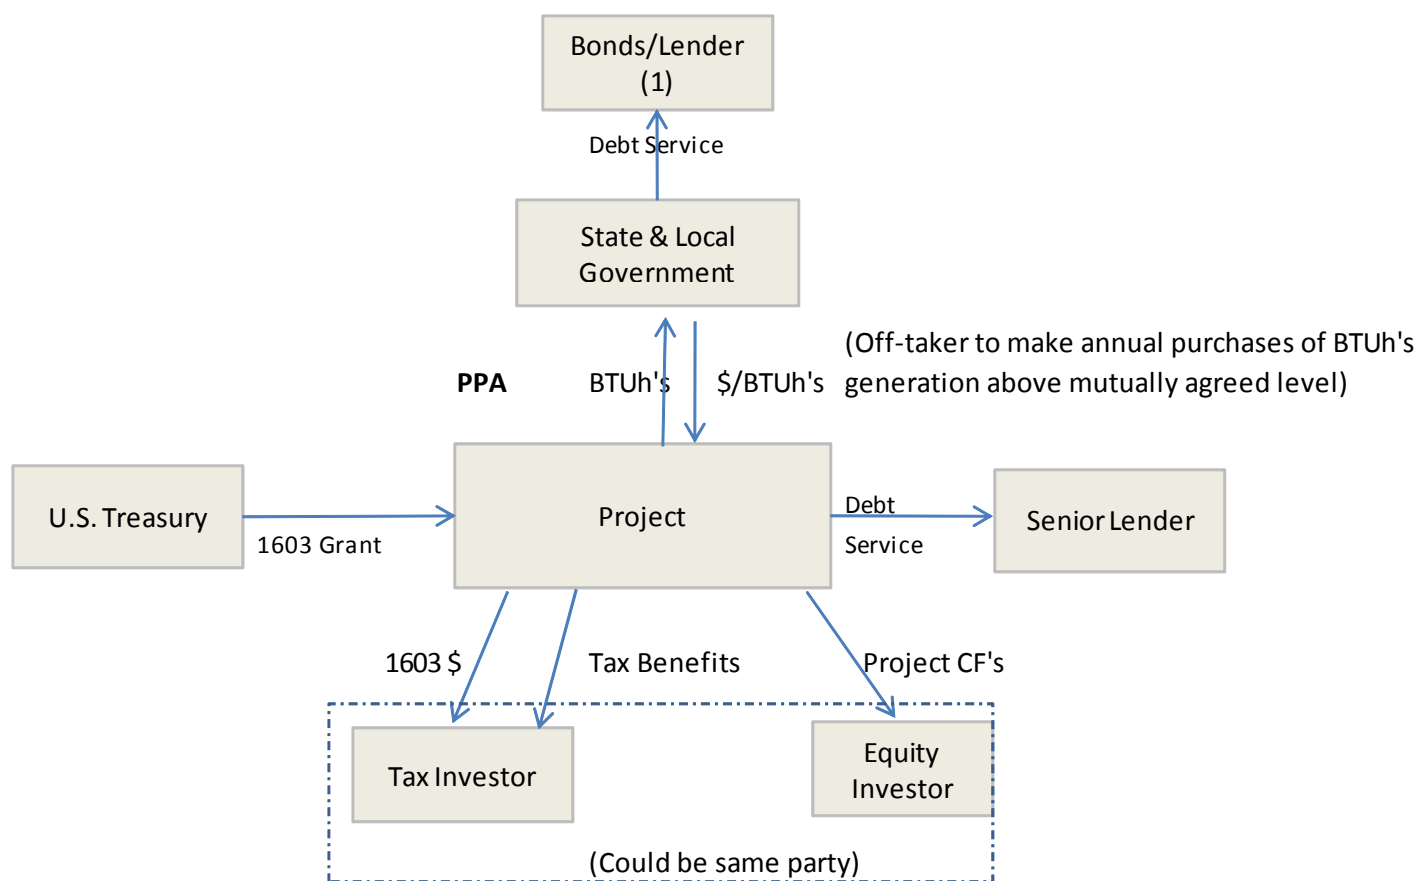 Bonds/Lender
(1)
Debt Service
State & Local
Government
(Off-taker to make annual purchases of BTUh's
generation above mutually agreed level)
PPA
BTUh's
$/BTUh's
U.S. Treasury
1603 Grant
Project
Debt
Service
Senior Lender
1603 $
Tax Benefits
Project CF's
Tax Investor
Equity
Investor
(Could be same party)